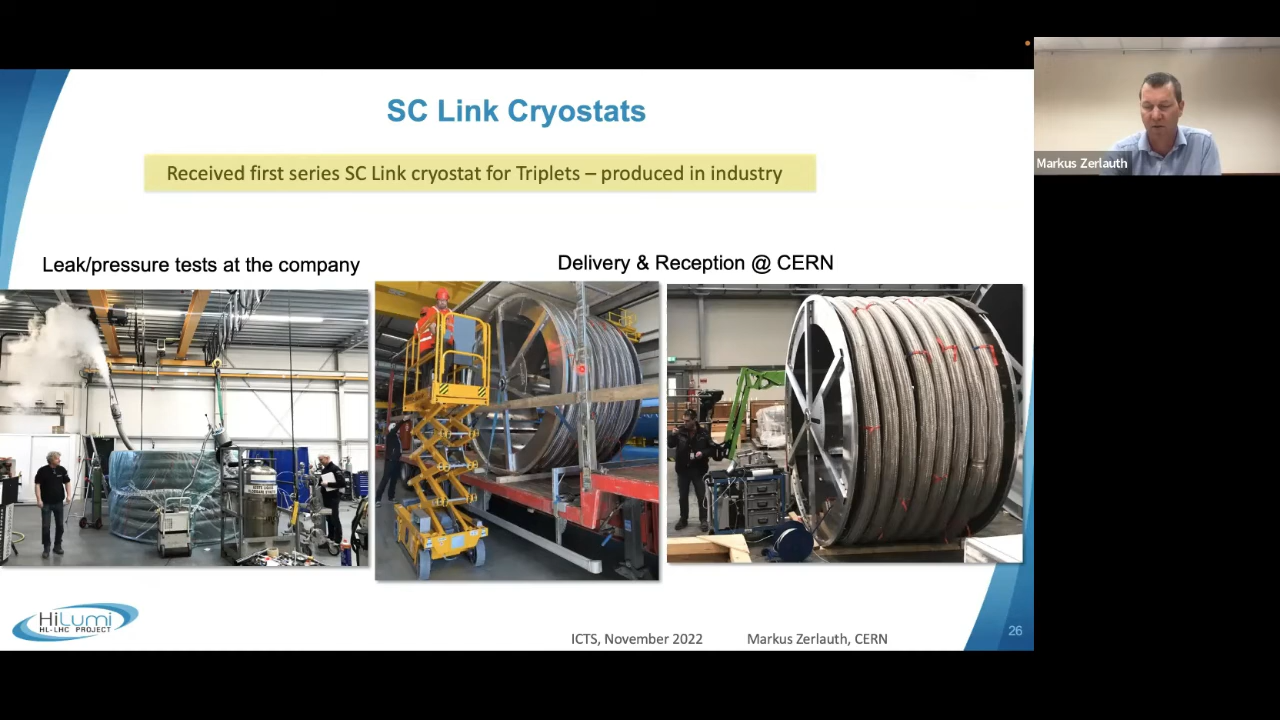 SC Link Cryostats
Markus Zerlauth
Received first series SC Link cryostat for Triplets – produced in industry
Leak/pressure tests at the company
Delivery & Reception @ CERN
HiLumi
HL-LHC PROJECT
ICTS, November 2022
Markus Zerlauth, CERN
26